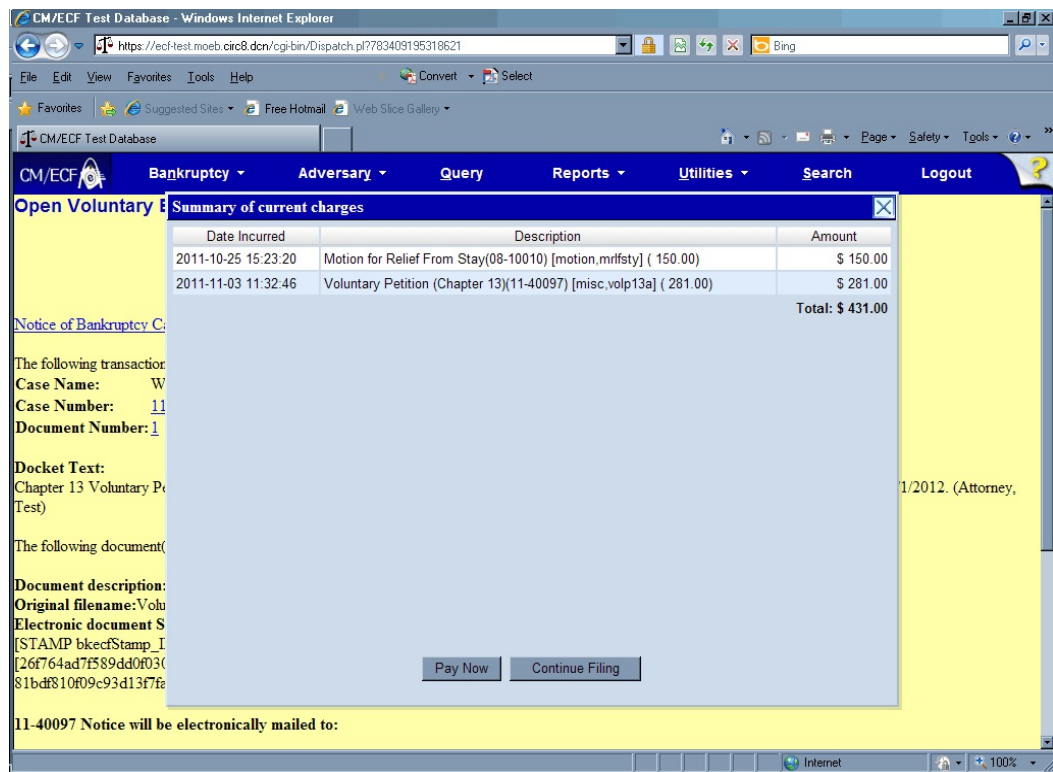 CM/ECF Test Database - Windows Internet Explorer
https://ecf-test.moeb.circ8.dcn/cgi-bin/Dispatch.pl?783409195318621
Bing
File Edit View Favorites Tools Help
Convert
Select
Favorites
Suggested Sites
Free Hotmail
Web Slice Gallery
CM/ECF Test Database
Page Safety Tools
CM/ECF Bankruptcy Adversary Query Reports Utilities Search Logout ?
Open Voluntary B
Summary of current charges
Date Incurred Description Amount
2011-10-25 15:23:20 Motion for Relief From Stay(08-10010) [motion,mrlfsty] ( 150.00) $ 150.00
2011-11-03 11:32:46 Voluntary Petition (Chapter 13)(11-40097) [misc,volp13a] ( 281.00) $ 281.00
Total: $ 431.00
Notice of Bankruptcy Ca
The following transaction
Case Name: W
Case Number: 11
Document Number: 1
Docket Text:
Chapter 13 Voluntary Pe /1/2012. (Attorney,
Test)
The following document(
Document description:
Original filename:Volu
Electronic document S
[STAMP bkecfStamp_I
[26f764ad7f589dd0f030
81bdf810f09c93d13f7fa
Pay Now Continue Filing
11-40097 Notice will be electronically mailed to:
Internet 100%